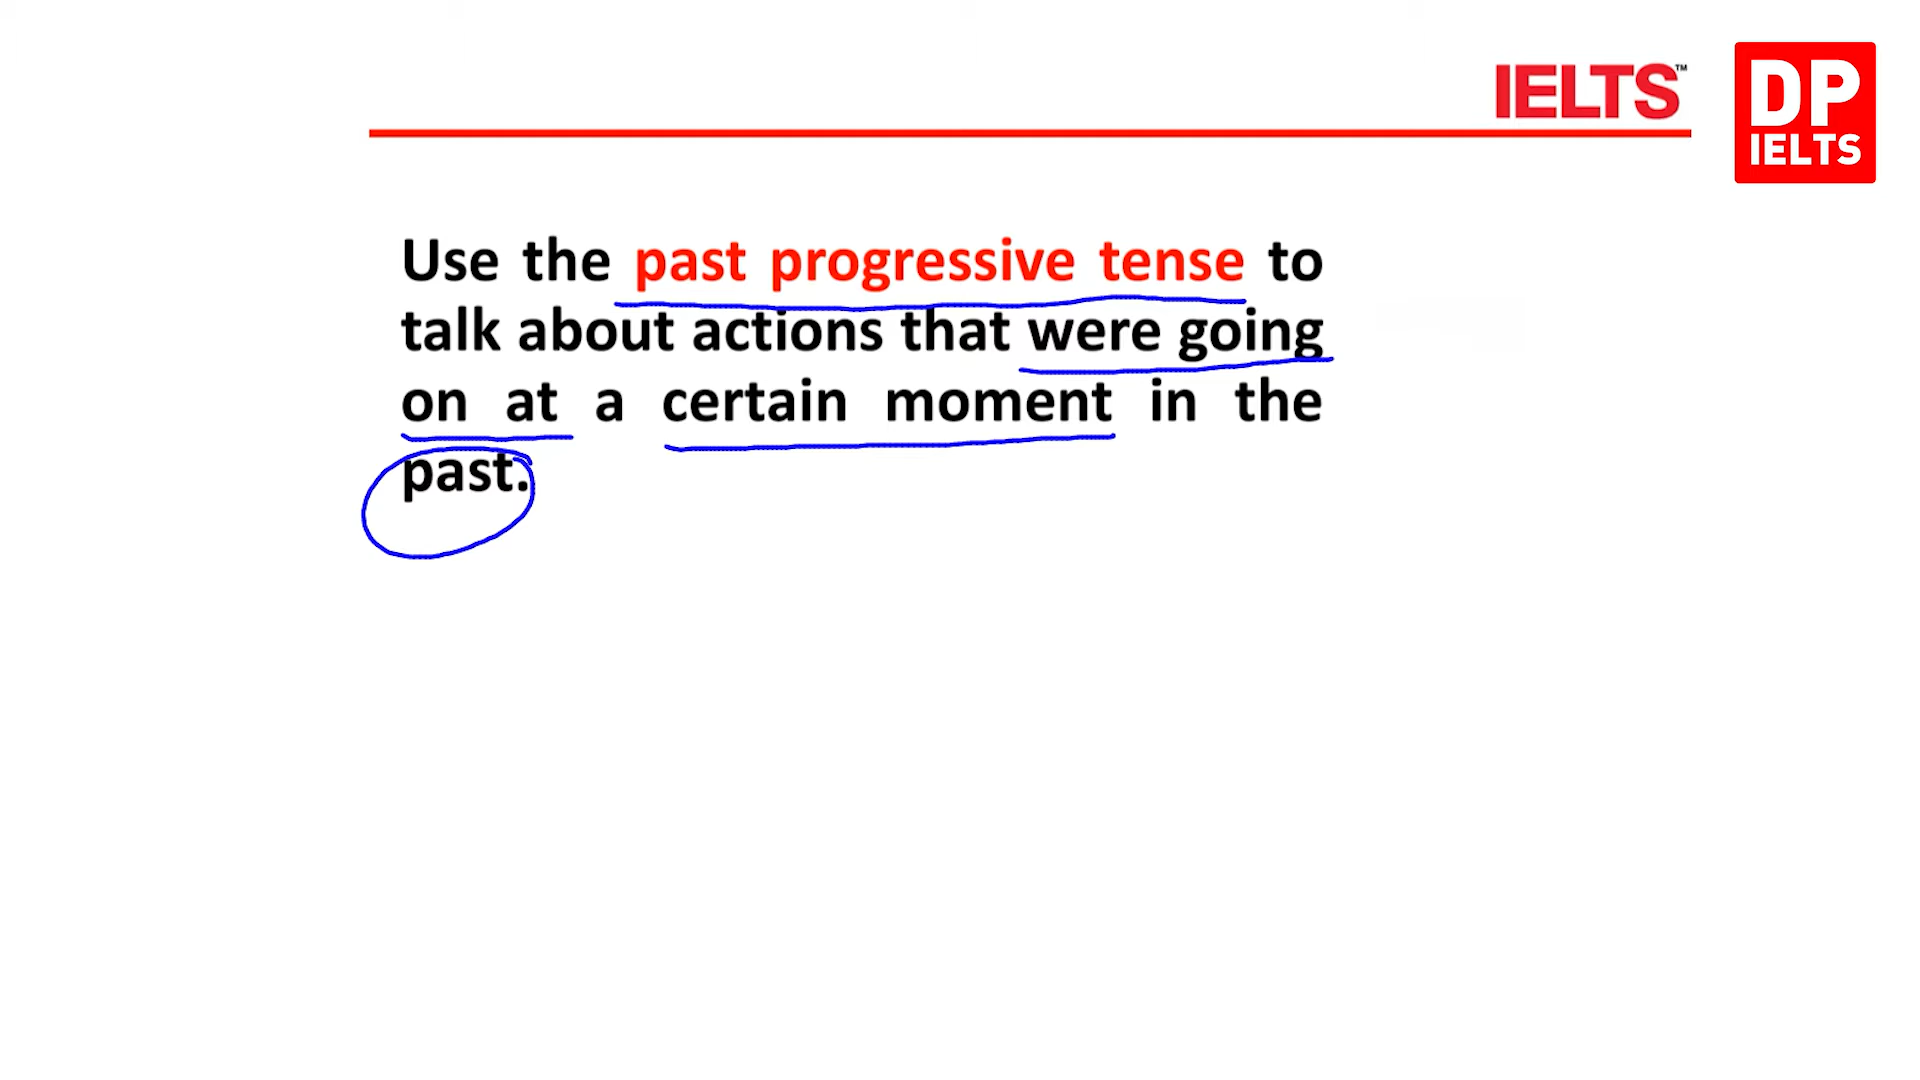 IELTS™
DP
IELTS
Use the past progressive tense to
talk about actions that were going
on at a certain moment in the
past.